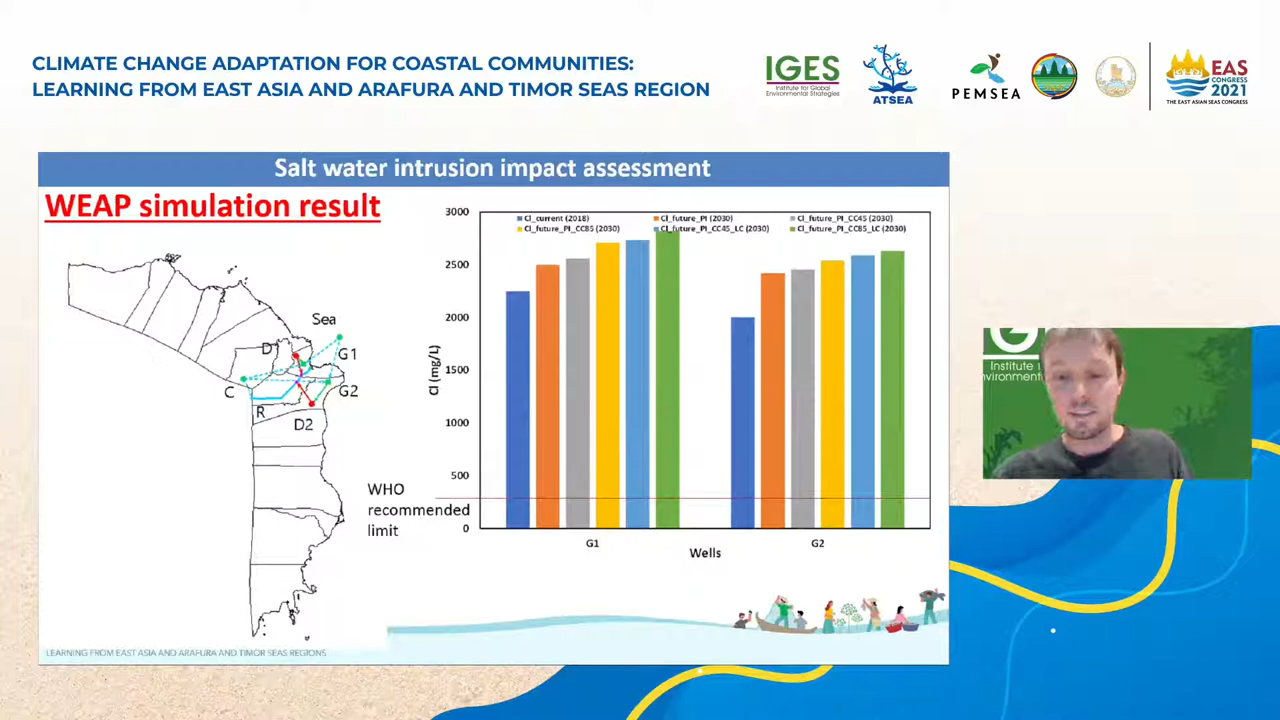 CLIMATE CHANGE ADAPTATION FOR COASTAL COMMUNITIES:
LEARNING FROM EAST ASIA AND ARAFURA AND TIMOR SEAS REGION
IGES
Institute for Global
Environmental Strategies
ATSEA
PEMSEA
EAS
CONGRESS
2021
THE EAST ASIAN SEAS CONGRESS
Salt water intrusion impact assessment
WEAP simulation result
Sea
D
G1
C
G2
R
D2
Cl (mg/L)
3000
2500
2000
1500
1000
500
0
Cl_current (2018)
Cl_future_PI (2030)
Cl_future_PI_CC45 (2030)
Cl_future_PI_CC85 (2030)
Cl_future_PI_CC45_LC (2030)
Cl_future_PI_CC85_LC (2030)
WHO
recommended
limit
G1
G2
Wells
LEARNING FROM EAST ASIA AND ARAFURA AND TIMOR SEAS REGIONS
Institute
vironment